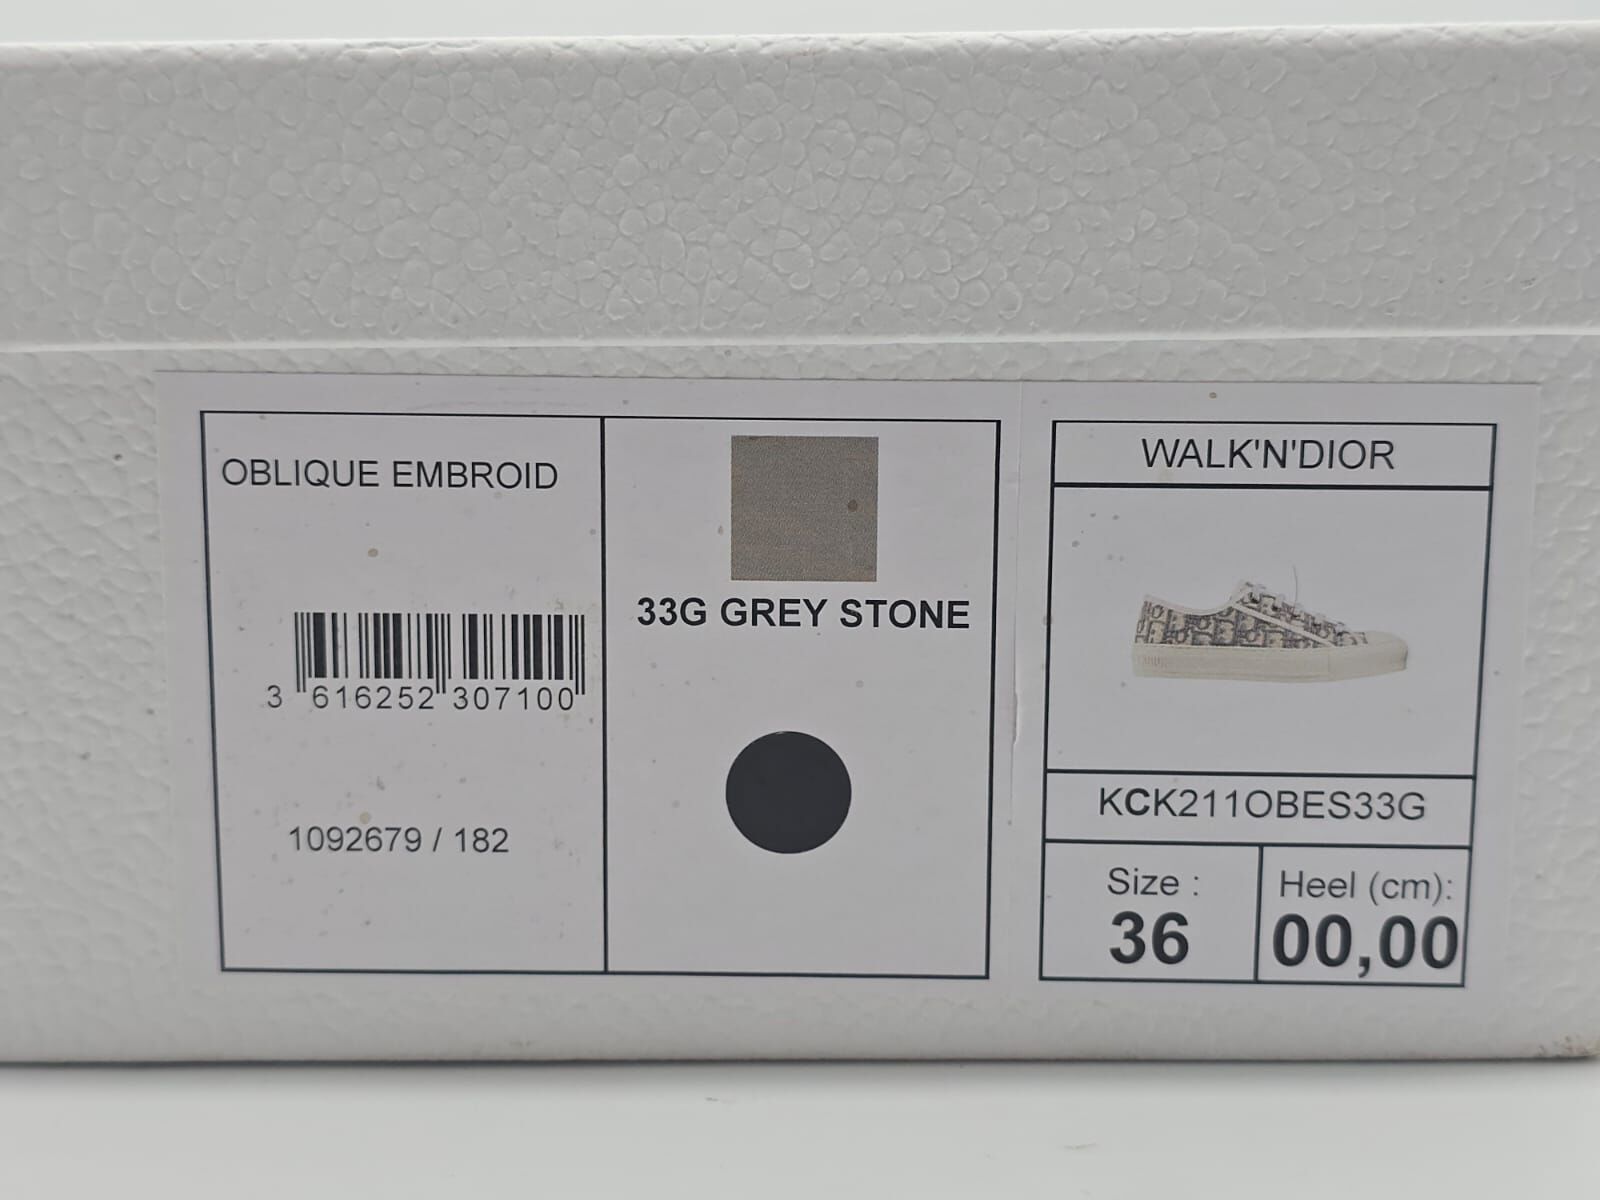 OBLIQUE EMBROID
3 616252 307100
1092679 / 182
33G GREY STONE
WALK'N'DIOR
KCK211OBES33G
Size :
36
Heel (cm):
00,00